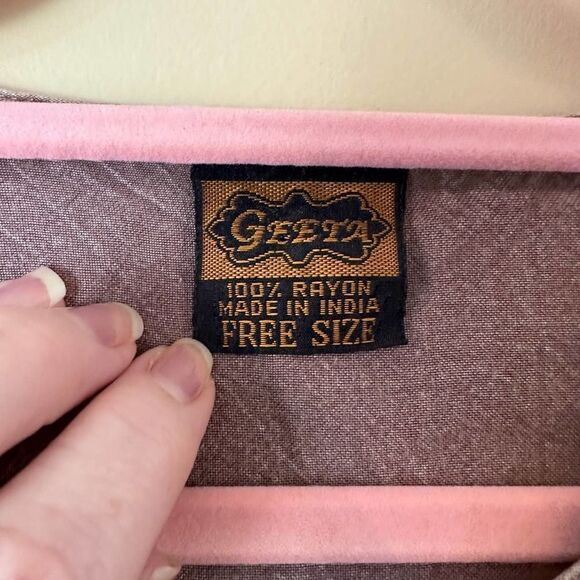 GEETA
100% RAYON
MADE IN INDIA
FREE SIZE